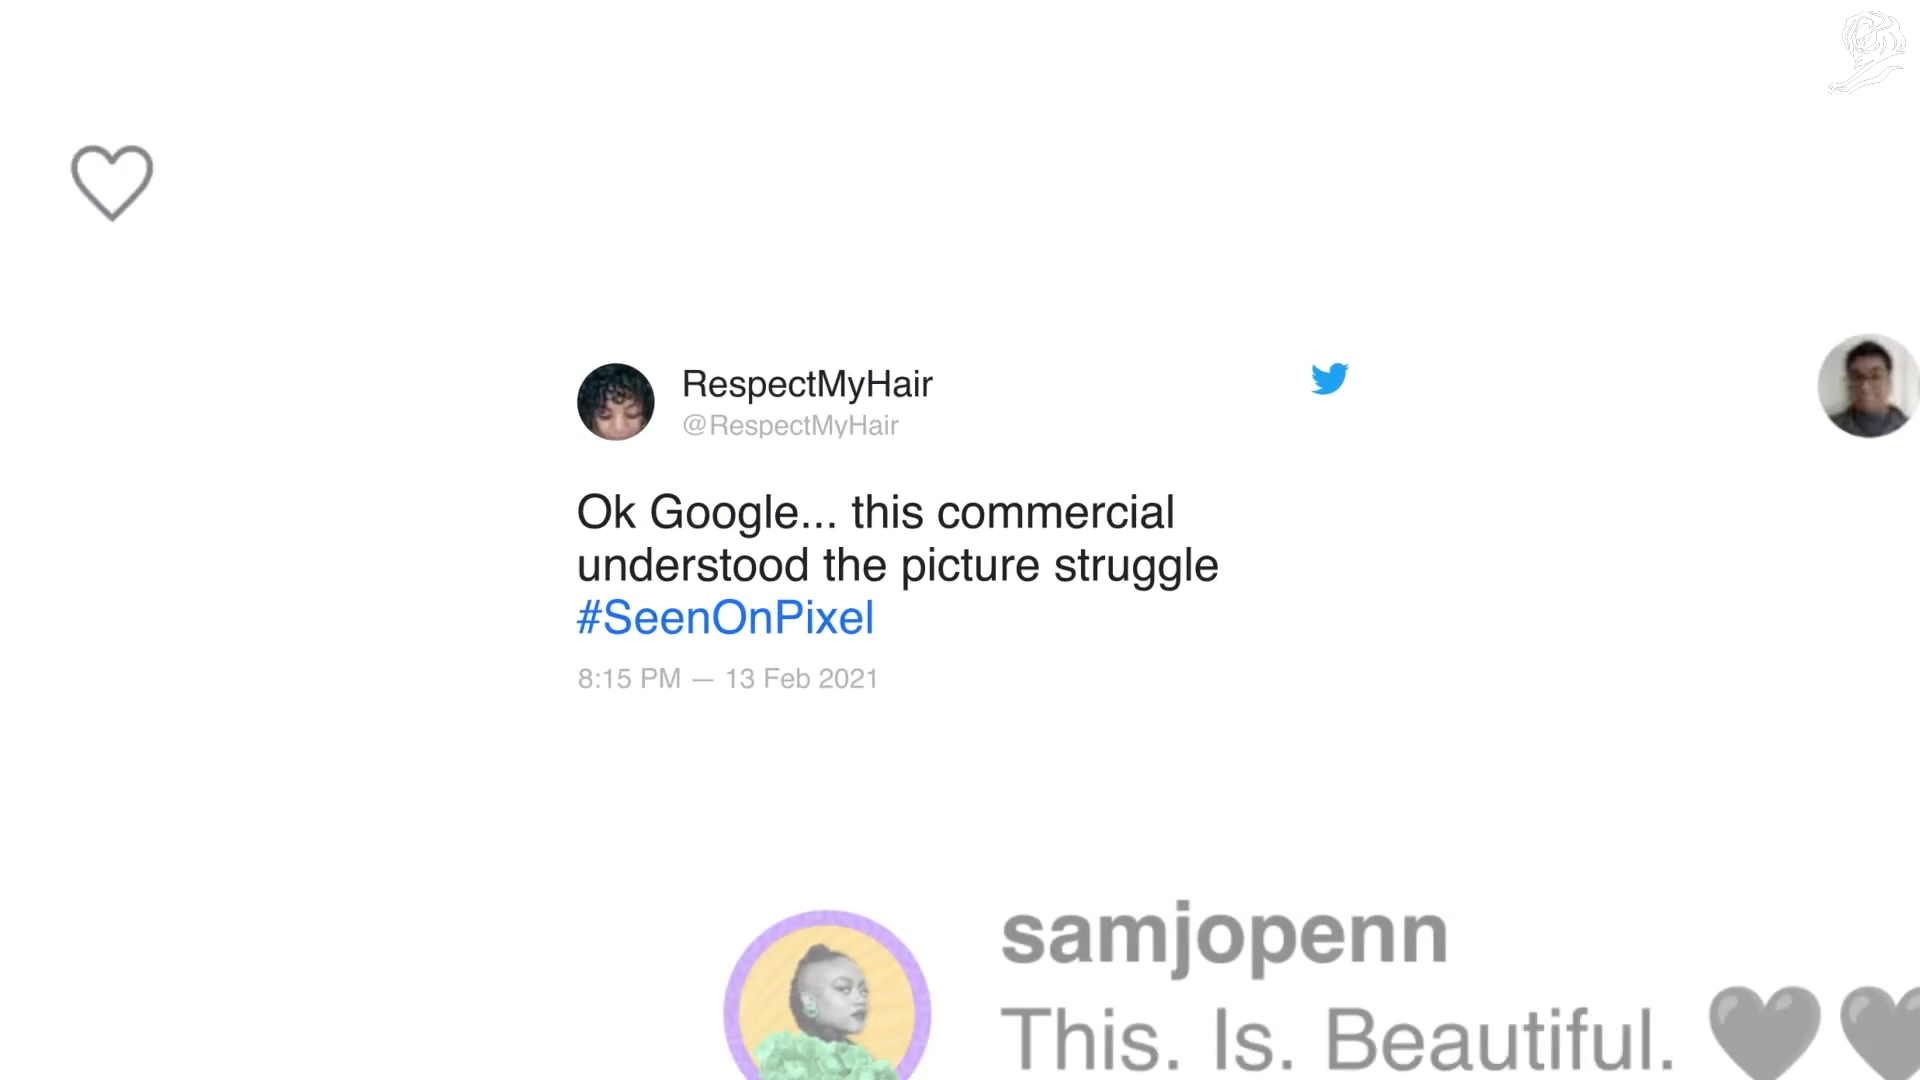 RespectMyHair
@RespectMyHair
Ok Google... this commercial
understood the picture struggle
#SeenOnPixel
8:15 PM — 13 Feb 2021
samjopenn
This. Is. Beautiful. 🖤🖤